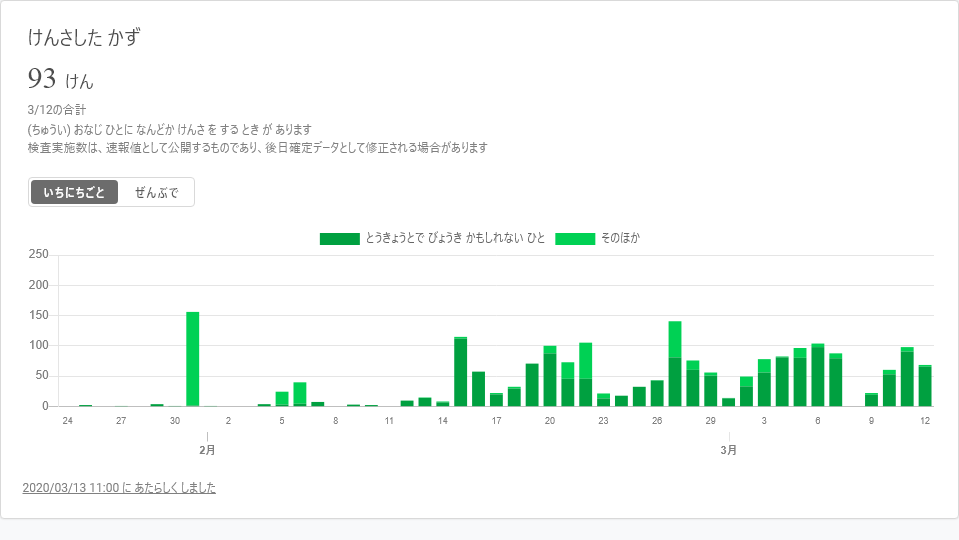 けんさした かず
93 けん
3/12の合計
(ちゅうい) おなじ ひとに なんどか けんさ を する とき が あります
検査実施数は、速報値として公開するものであり、後日確定データとして修正される場合があります
いちにちごと ぜんぶで
とうきょうとで びょうき かもしれない ひと そのほか
250
200
150
100
50
0
24 27 30 2 5 8 11 14 17 20 23 26 29 3 6 9 12
2月 3月
2020/03/13 11:00 に あたらしく しました